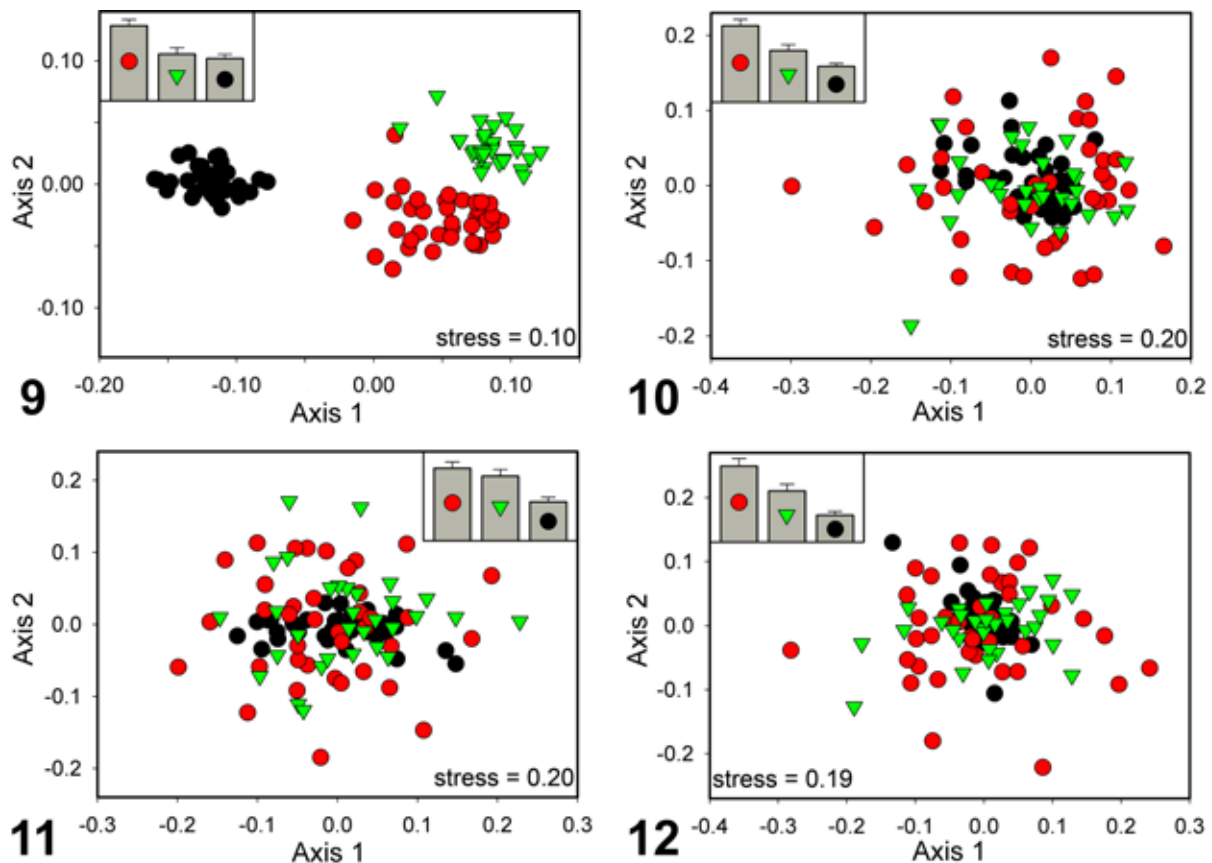 0.10
0.00
-0.10
Axis 2
stress = 0.10
-0.20 -0.10 0.00 0.10
9
Axis 1
0.2
0.1
0.0
-0.1
-0.2
Axis 2
stress = 0.20
-0.4 -0.3 -0.2 -0.1 0.0 0.1 0.2
10
Axis 1
0.2
0.1
0.0
-0.1
-0.2
Axis 2
stress = 0.20
-0.3 -0.2 -0.1 0.0 0.1 0.2 0.3
11
Axis 1
0.2
0.1
0.0
-0.1
-0.2
Axis 2
stress = 0.19
-0.4 -0.3 -0.2 -0.1 0.0 0.1 0.2 0.3
12
Axis 1